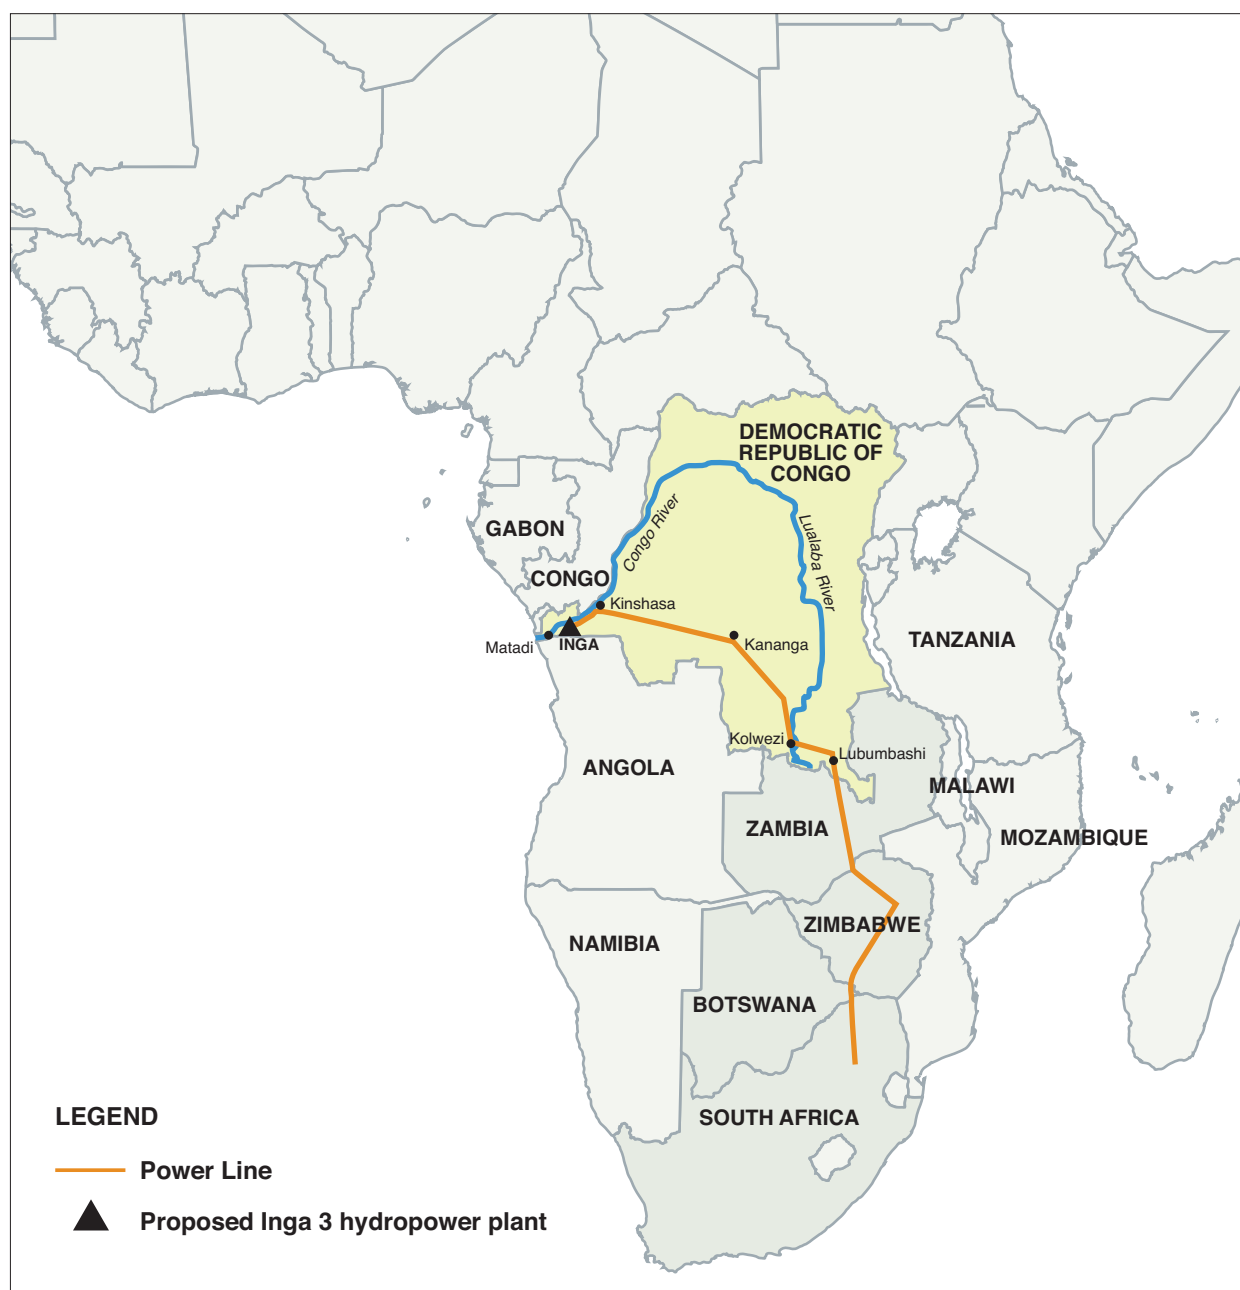 DEMOCRATIC
REPUBLIC OF
CONGO
GABON
Congo River
Lualaba River
CONGO
Kinshasa
Matadi
INGA
Kananga
TANZANIA
Kolwezi
Lubumbashi
ANGOLA
MALAWI
ZAMBIA
MOZAMBIQUE
ZIMBABWE
NAMIBIA
BOTSWANA
SOUTH AFRICA
LEGEND
Power Line
Proposed Inga 3 hydropower plant